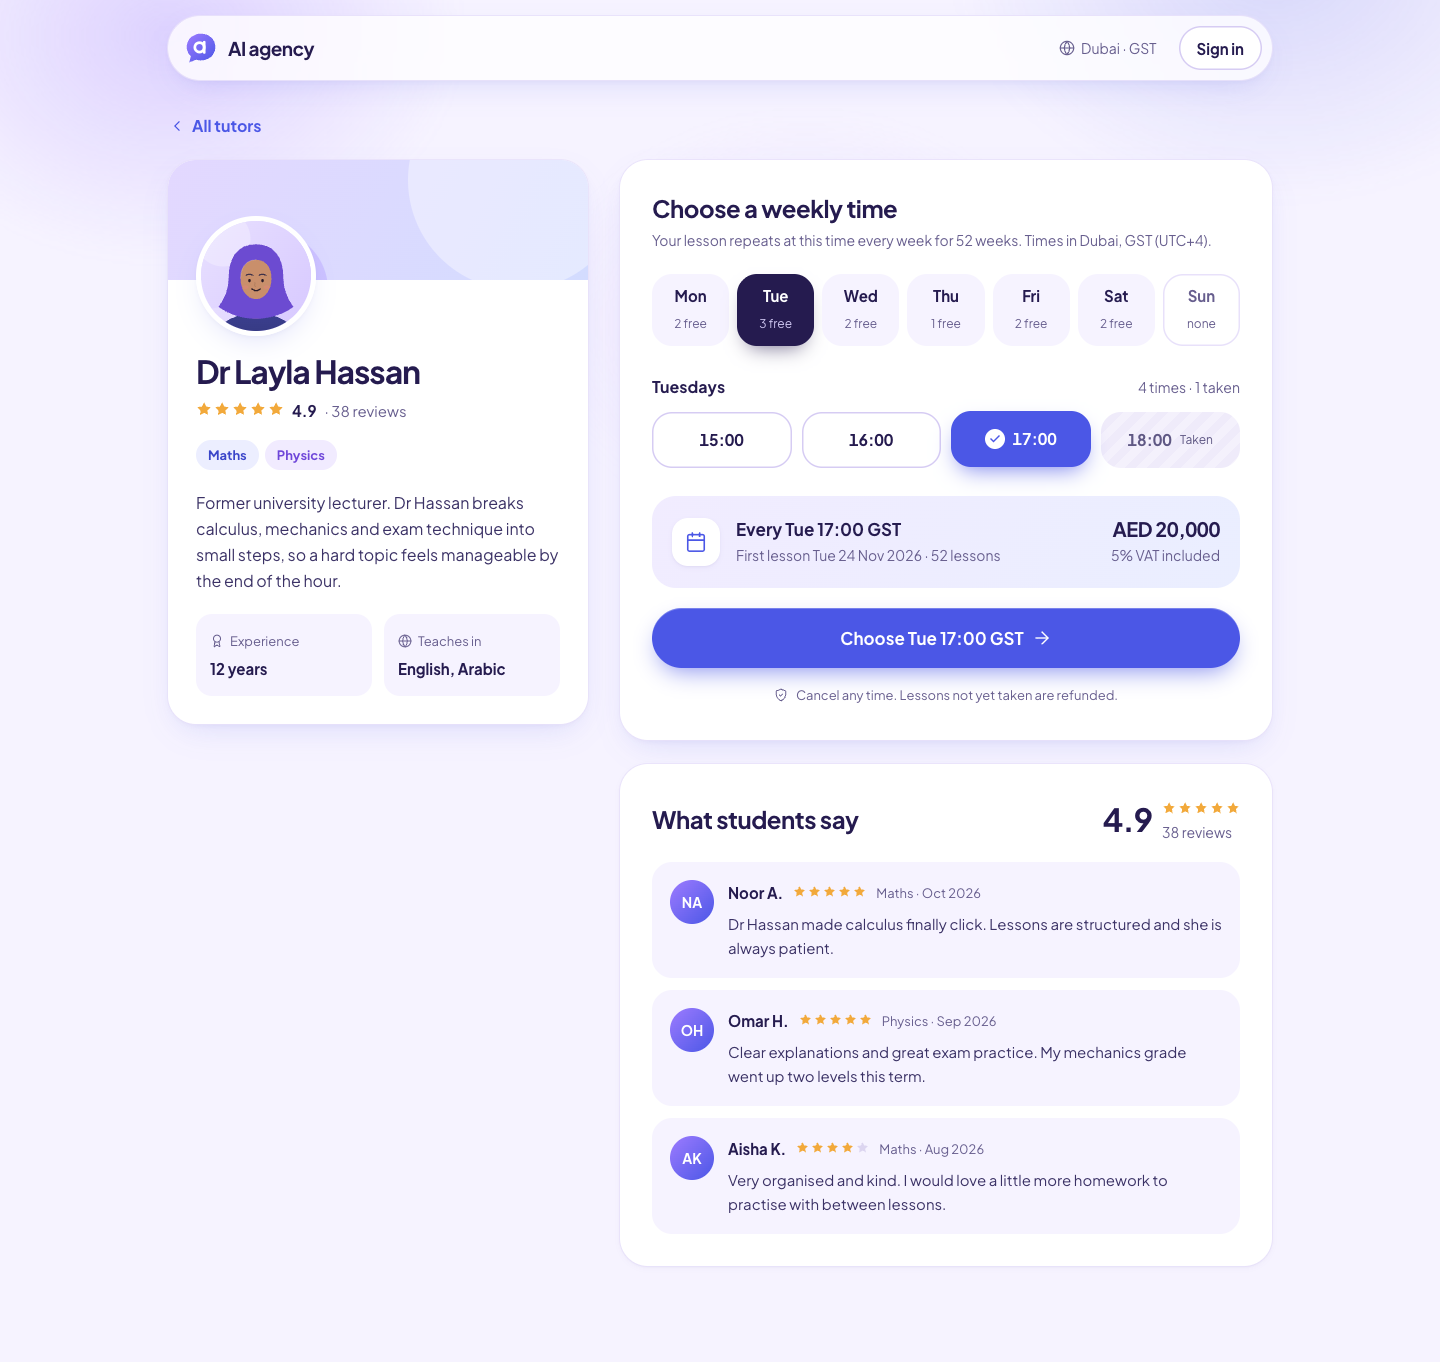 AI agency
Dubai · GST
Sign in
All tutors
Dr Layla Hassan
4.9 · 38 reviews
Maths
Physics
Former university lecturer. Dr Hassan breaks
calculus, mechanics and exam technique into
small steps, so a hard topic feels manageable by
the end of the hour.
Experience
12 years
Teaches in
English, Arabic
Choose a weekly time
Your lesson repeats at this time every week for 52 weeks. Times in Dubai, GST (UTC+4).
Mon
2 free
Tue
3 free
Wed
2 free
Thu
1 free
Fri
2 free
Sat
2 free
Sun
none
Tuesdays
4 times · 1 taken
15:00
16:00
17:00
18:00 Taken
Every Tue 17:00 GST
First lesson Tue 24 Nov 2026 · 52 lessons
AED 20,000
5% VAT included
Choose Tue 17:00 GST
Cancel any time. Lessons not yet taken are refunded.
What students say
4.9
38 reviews
NA
Noor A.
Maths · Oct 2026
Dr Hassan made calculus finally click. Lessons are structured and she is
always patient.
OH
Omar H.
Physics · Sep 2026
Clear explanations and great exam practice. My mechanics grade
went up two levels this term.
AK
Aisha K.
Maths · Aug 2026
Very organised and kind. I would love a little more homework to
practise with between lessons.